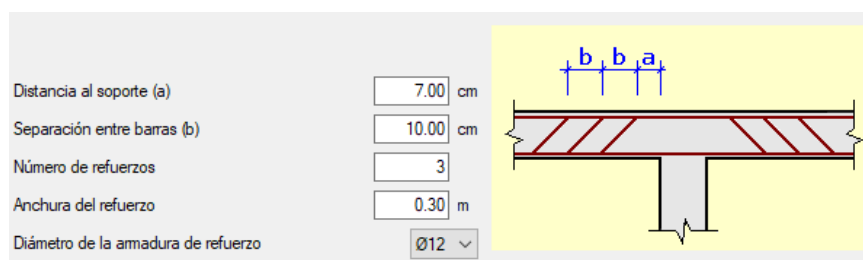 b b a
Distancia al soporte (a) 7.00 cm
Separación entre barras (b) 10.00 cm
Número de refuerzos 3
Anchura del refuerzo 0.30 m
Diámetro de la armadura de refuerzo Ø12